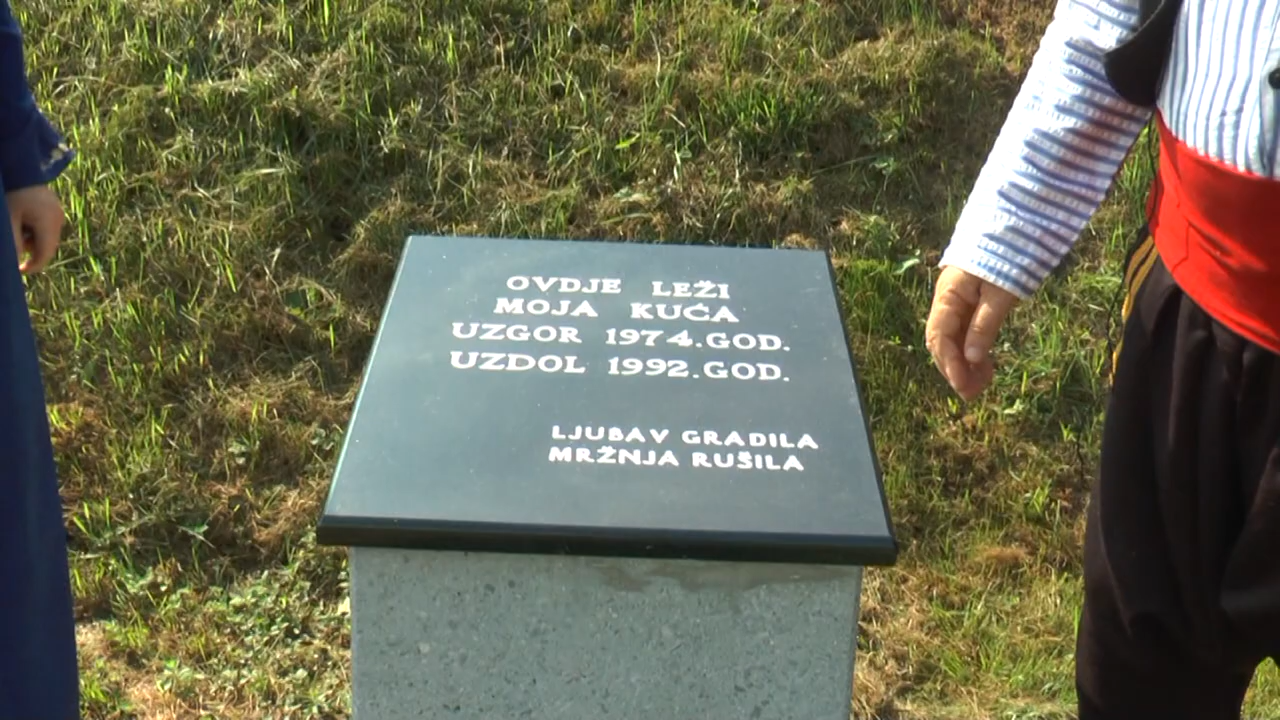 OVDJE LEŽI
MOJA KUĆA
UZGOR 1974.GOD.
UZDOL 1992.GOD.
LJUBAV GRADILA
MRŽNJA RUŠILA